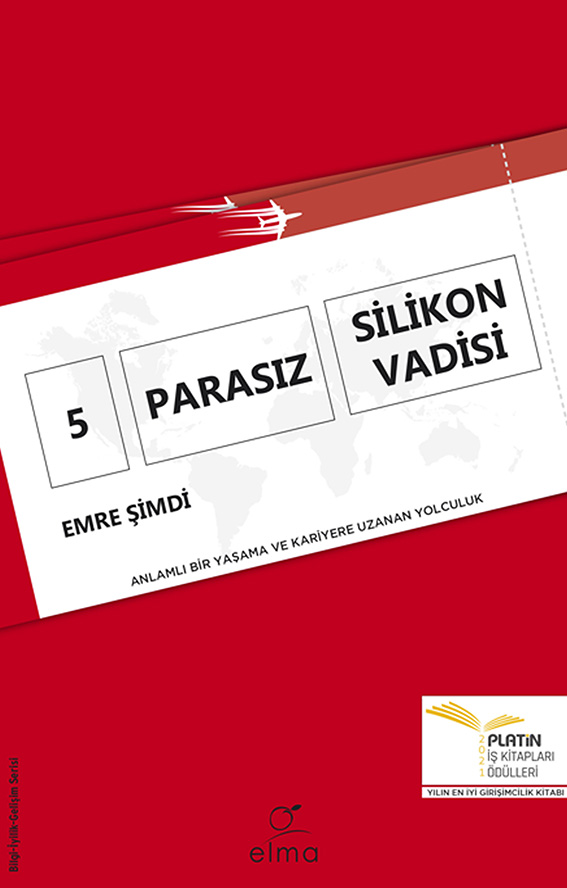 5
PARASIZ
SİLİKON
VADİSİ
EMRE ŞİMDİ
ANLAMLI BİR YAŞAMA VE KARİYERE UZANAN YOLCULUK
2021
PLATİN
İŞ KİTAPLARI
ÖDÜLLERİ
YILIN EN İYİ GİRİŞİMCİLİK KİTABI
Bilgi-İyilik-Gelişim Serisi
elma